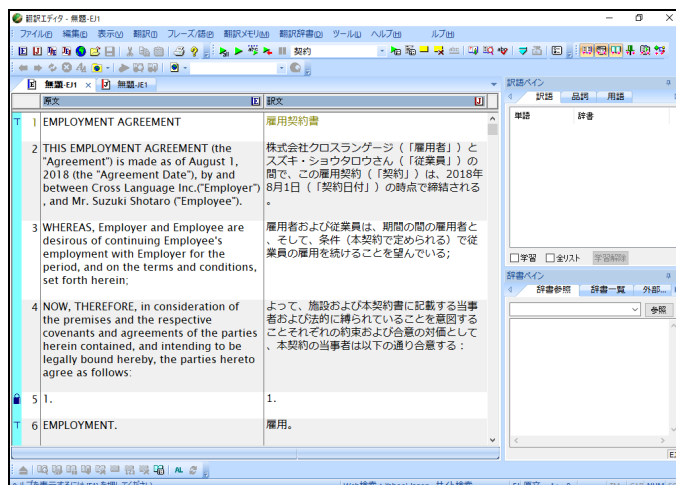 翻訳エディタ - 無題-EJ1
ファイル(F) 編集(E) 表示(V) 翻訳(T) フレーズ/語(P) 翻訳メモリ(M) 翻訳辞書(D) ツール(L) ヘルプ(H) ルプ(H)
契約
無題-EJ1 × 無題-JE1
原文 E 訳文 J
T 1 EMPLOYMENT AGREEMENT
雇用契約書
2 THIS EMPLOYMENT AGREEMENT (the
"Agreement") is made as of August 1,
2018 (the "Agreement Date"), by and
between Cross Language Inc.("Employer")
, and Mr. Suzuki Shotaro ("Employee").
株式会社クロスランゲージ(「雇用者」)と
スズキ・ショウタロウさん(「従業員」)の
間で、この雇用契約(「契約」)は、2018年
8月1日(「契約日付」)の時点で締結される
。
3 WHEREAS, Employer and Employee are
desirous of continuing Employee's
employment with Employer for the
period, and on the terms and conditions,
set forth herein;
雇用者および従業員は、期間の間の雇用者と
、そして、条件(本契約で定められる)で従
業員の雇用を続けることを望んでいる;
4 NOW, THEREFORE, in consideration of
the premises and the respective
covenants and agreements of the parties
herein contained, and intending to be
legally bound hereby, the parties hereto
agree as follows:
よって、施設および本契約書に記載する当事
者および法的に縛られていることを意図する
ことそれぞれの約束および合意の対価として
、本契約の当事者は以下の通り合意する:
5 1.
1.
T 6 EMPLOYMENT.
雇用。
訳語ペイン
訳語 品詞 用語
単語 辞書
学習 全リスト 学習解除
辞書ペイン
辞書参照 辞書一覧 外部...
参照
AL